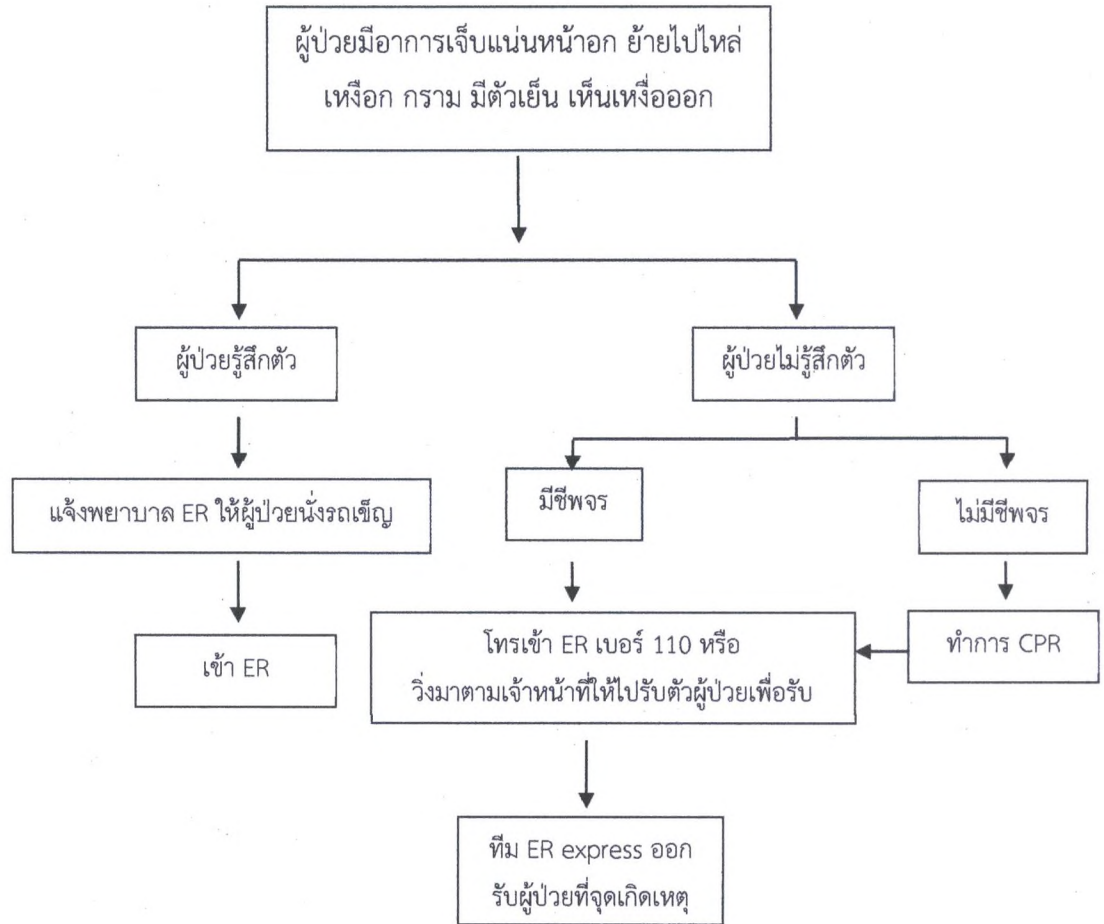 ผู้ป่วยมีอาการเจ็บแน่นหน้าอก ย้ายไปไหล่
เหงือก กราม มีตัวเย็น เห็นเหงื่อออก
ผู้ป่วยรู้สึกตัว
ผู้ป่วยไม่รู้สึกตัว
แจ้งพยาบาล ER ให้ผู้ป่วยนั่งรถเข็ญ
มีชีพจร
ไม่มีชีพจร
เข้า ER
โทรเข้า ER เบอร์ 110 หรือ
วิ่งมาตามเจ้าหน้าที่ให้ไปรับตัวผู้ป่วยเพื่อรับ
ทำการ CPR
ทีม ER express ออก
รับผู้ป่วยที่จุดเกิดเหตุ